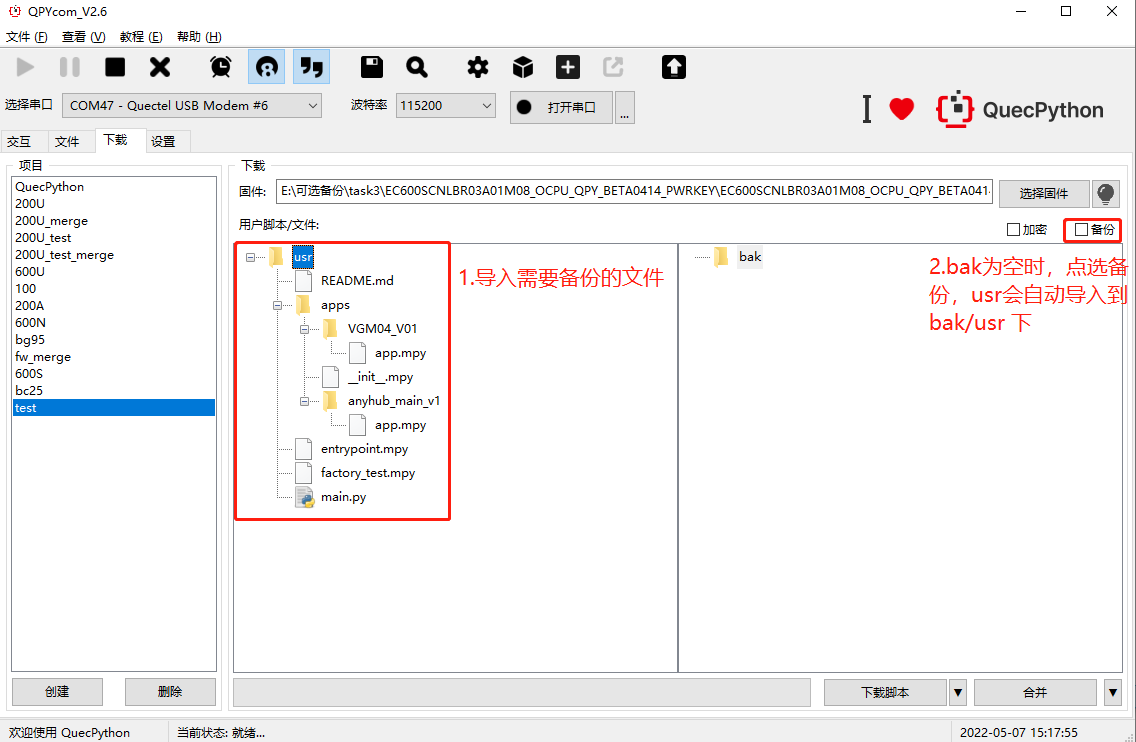 QPYcom_V2.6
文件 (F) 查看 (V) 教程 (E) 帮助 (H)
选择串口 COM47 - Quectel USB Modem #6 波特率 115200 打开串口 ... I QuecPython
交互 文件 下载 设置
项目
QuecPython
200U
200U_merge
200U_test
200U_test_merge
600U
100
200A
600N
bg95
fw_merge
600S
bc25
test
创建 删除
下载
固件: E:\可选备份\task3\EC600SCNLBR03A01M08_OCPU_QPY_BETA0414_PWRKEY\EC600SCNLBR03A01M08_OCPU_QPY_BETA041 选择固件
用户脚本/文件: 加密 备份
usr
README.md
apps
VGM04_V01
app.mpy
__init__.mpy
anyhub_main_v1
app.mpy
entrypoint.mpy
factory_test.mpy
main.py
1.导入需要备份的文件
bak
2.bak为空时，点选备
份，usr会自动导入到
bak/usr 下
下载脚本 合并
欢迎使用 QuecPython 当前状态: 就绪... 2022-05-07 15:17:55